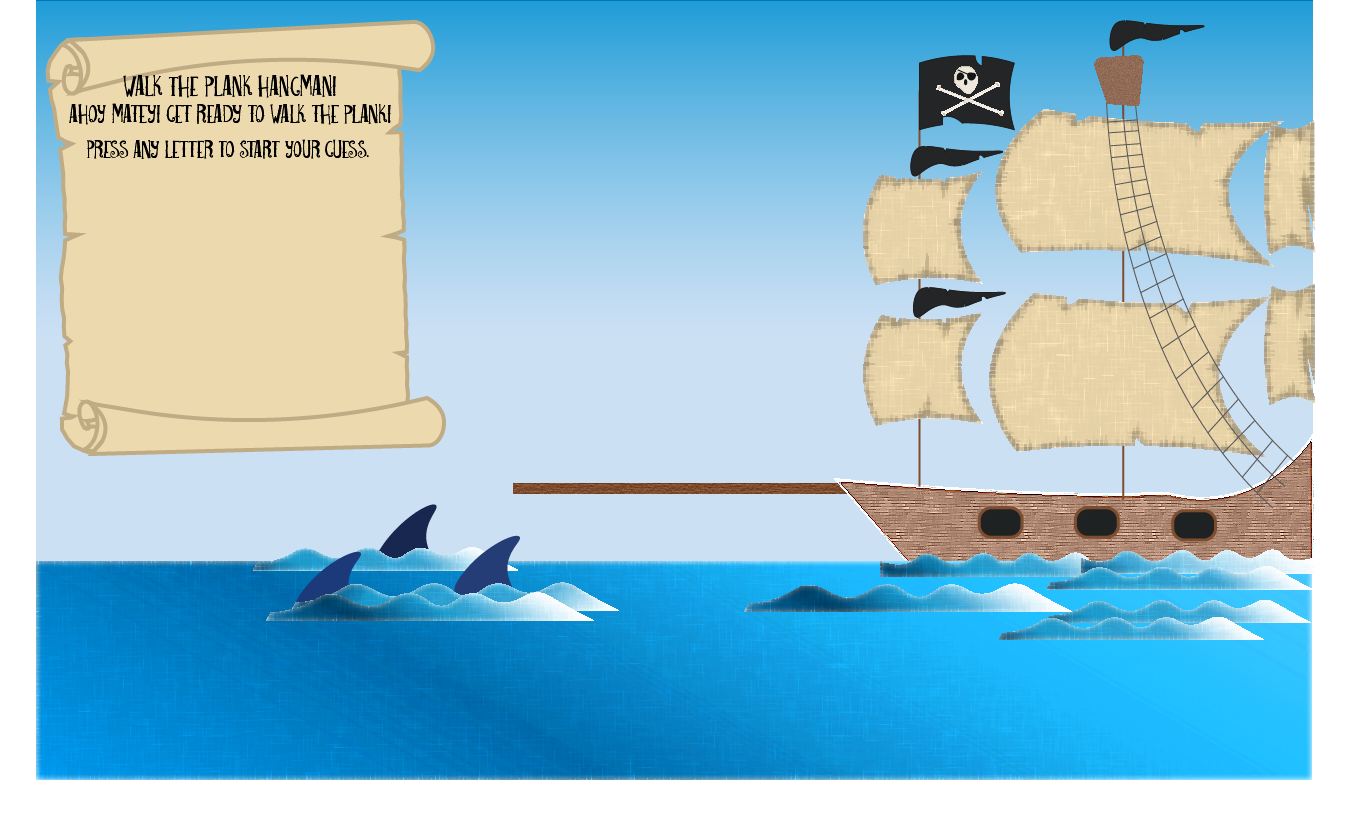 WALK THE PLANK HANGMAN!
AHOY MATEY! GET READY TO WALK THE PLANK!
PRESS ANY LETTER TO START YOUR GUESS.